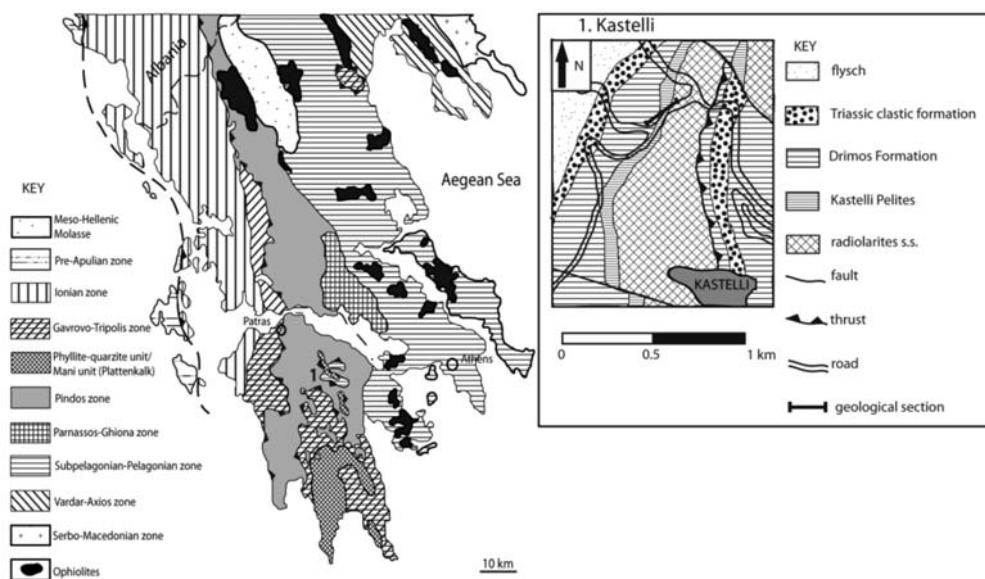 Albania
Aegean Sea
Patras
Athens
1
10 km
KEY
Meso-Hellenic
Molasse
Pre-Apulian zone
Ionian zone
Gavrovo-Tripolis zone
Phyllite-quarzite unit/
Mani unit (Plattenkalk)
Pindos zone
Parnassos-Ghiona zone
Subpelagonian-Pelagonian zone
Vardar-Axios zone
Serbo-Macedonian zone
Ophiolites
1. Kastelli
N
KASTELLI
0 0.5 1 km
KEY
flysch
Triassic clastic formation
Drimos Formation
Kastelli Pelites
radiolarites s.s.
fault
thrust
road
geological section